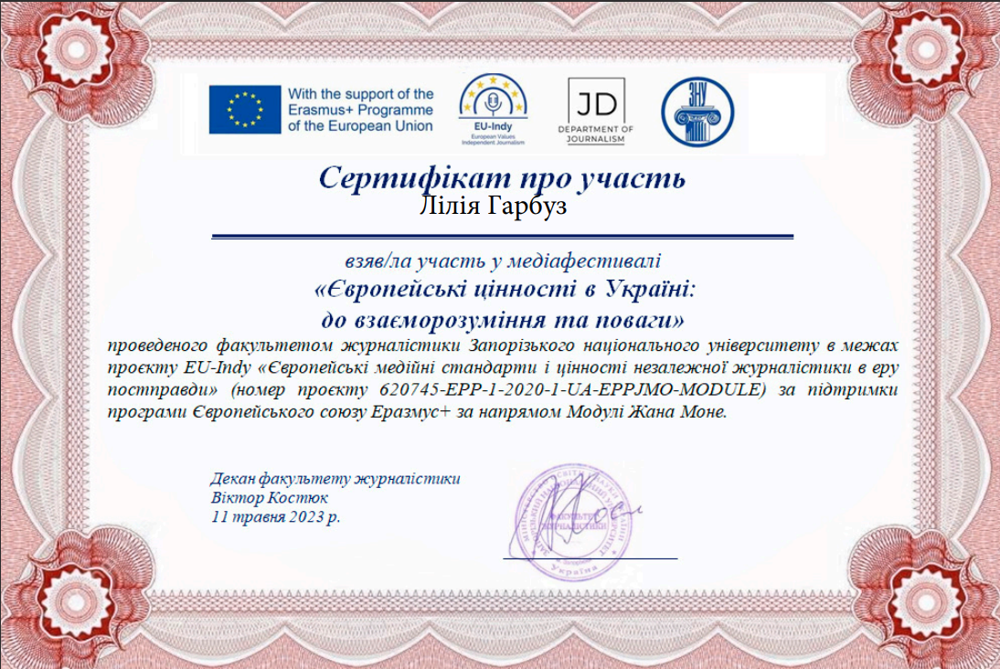 With the support of the
Erasmus+ Programme
of the European Union
EU-Indy
European Values
Independent Journalism
JD
DEPARTMENT OF
JOURNALISM
ЗНУ
Сертифікат про участь
Лілія Гарбуз
взяв/ла участь у медіафестивалі
«Європейські цінності в Україні:
до взаєморозуміння та поваги»
проведеного факультетом журналістики Запорізького національного університету в межах
проєкту EU-Indy «Європейські медійні стандарти і цінності незалежної журналістики в еру
постправди» (номер проєкту 620745-EPP-1-2020-1-UA-EPPJMO-MODULE) за підтримки
програми Європейського союзу Еразмус+ за напрямом Модулі Жана Моне.
Декан факультету журналістики
Віктор Костюк
11 травня 2023 р.
ФАКУЛЬТЕТ
ЖУРНАЛІСТИКИ
Україна